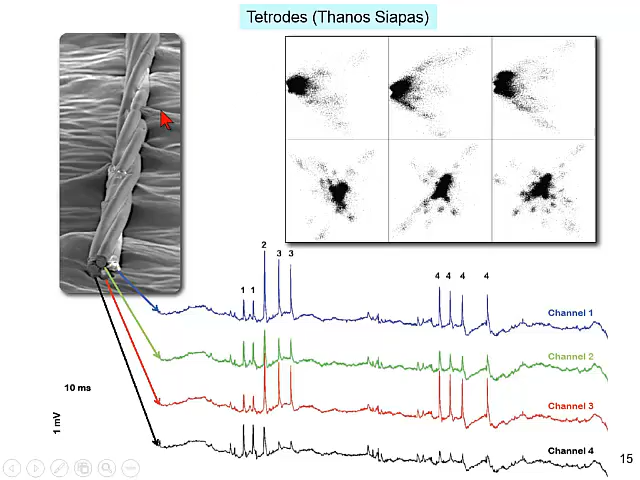 Tetrodes (Thanos Siapas)
2
3 3
1 1
4 4 4 4
Channel 1
Channel 2
10 ms
Channel 3
1 mV
Channel 4
15